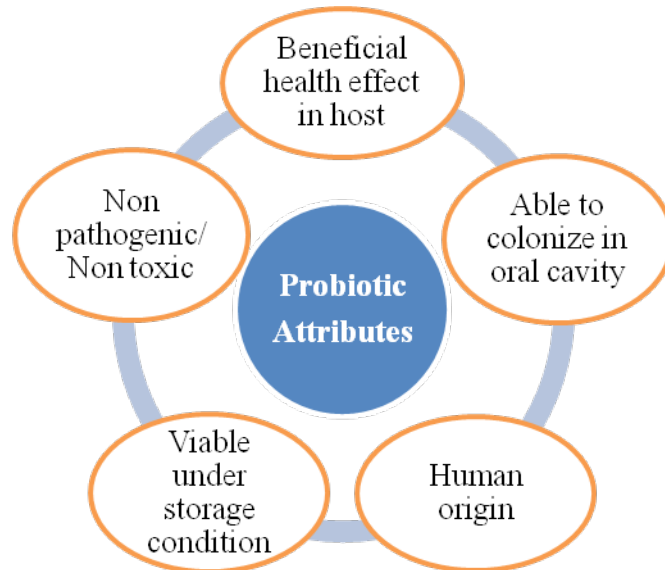 Beneficial
health effect
in host
Able to
colonize in
oral cavity
Human
origin
Viable
under
storage
condition
Non
pathogenic/
Non toxic
Probiotic
Attributes